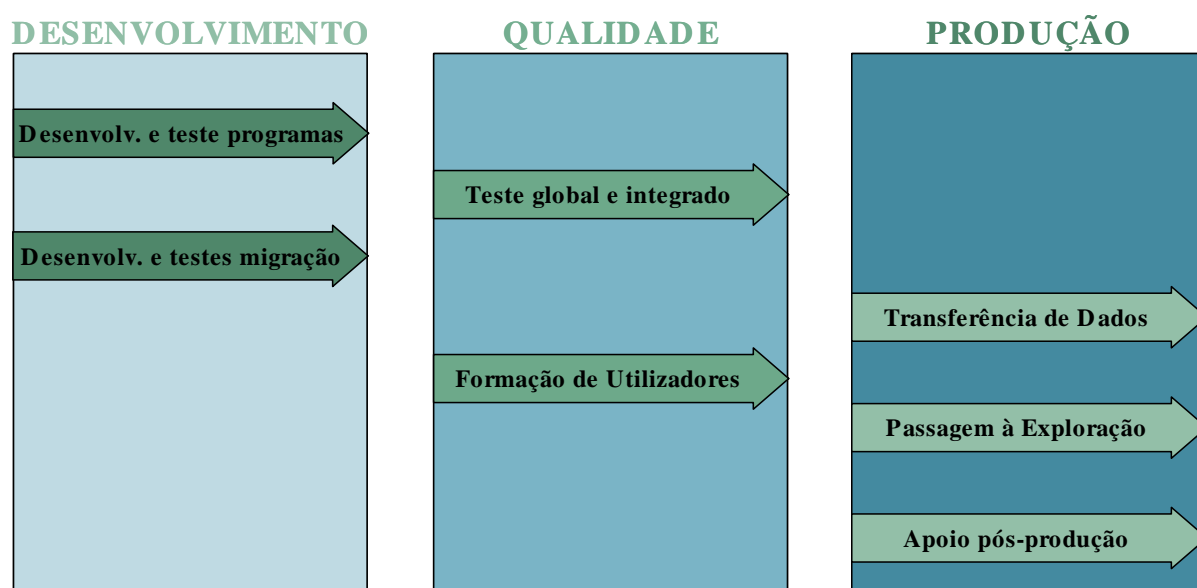 DESENVOLVIMENTO
Desenvolv. e teste programas
Desenvolv. e testes migração
QUALIDADE
Teste global e integrado
Formação de Utilizadores
PRODUÇÃO
Transferência de Dados
Passagem à Exploração
Apoio pós-produção